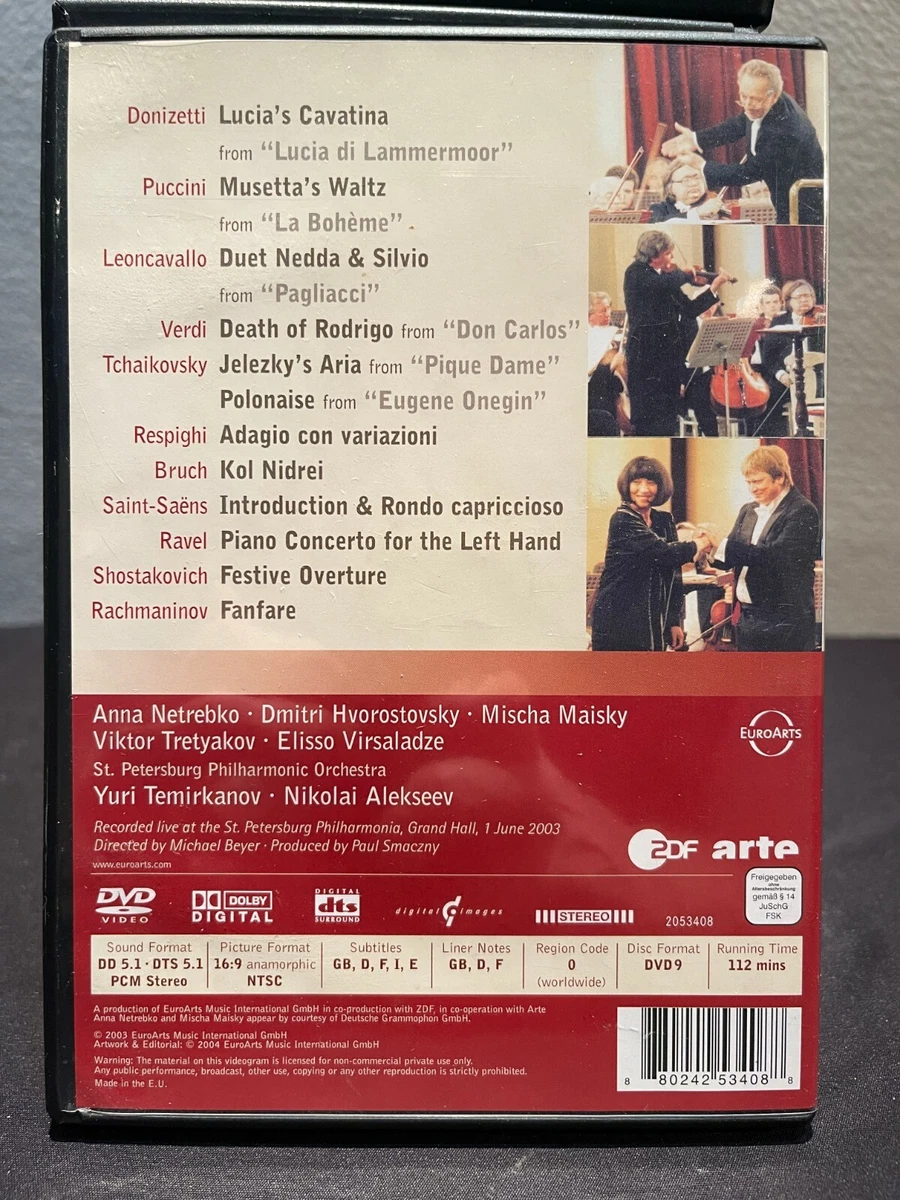 Donizetti Lucia's Cavatina
from “Lucia di Lammermoor”
Puccini Musetta's Waltz
from “La Bohème”
Leoncavallo Duet Nedda & Silvio
from “Pagliacci”
Verdi Death of Rodrigo from “Don Carlos”
Tchaikovsky Jelezky's Aria from “Pique Dame”
Polonaise from “Eugene Onegin”
Respighi Adagio con variazioni
Bruch Kol Nidrei
Saint-Saëns Introduction & Rondo capriccioso
Ravel Piano Concerto for the Left Hand
Shostakovich Festive Overture
Rachmaninov Fanfare
Anna Netrebko · Dmitri Hvorostovsky · Mischa Maisky
Viktor Tretyakov · Elisso Virsaladze
St. Petersburg Philharmonic Orchestra
Yuri Temirkanov · Nikolai Alekseev
EUROARTS
Recorded live at the St. Petersburg Philharmonia, Grand Hall, 1 June 2003
Directed by Michael Beyer · Produced by Paul Smaczny
www.euroarts.com
ZDF arte
DVD VIDEO
DOLBY DIGITAL
DIGITAL dts SURROUND
digital images
STEREO
2053408
Freigegeben
ohne
Altersbeschränkung
gemäß § 14
JuSchG
FSK
Sound Format Picture Format Subtitles Liner Notes Region Code Disc Format Running Time
DD 5.1 · DTS 5.1 16:9 anamorphic GB, D, F, I, E GB, D, F 0 DVD 9 112 mins
PCM Stereo NTSC (worldwide)
A production of EuroArts Music International GmbH in co-production with ZDF, in co-operation with Arte
Anna Netrebko and Mischa Maisky appear by courtesy of Deutsche Grammophon GmbH.
© 2003 EuroArts Music International GmbH
Artwork & Editorial: © 2004 EuroArts Music International GmbH
Warning: The material on this videogram is licensed for non-commercial private use only.
Any public performance, broadcast, other use, copying or any other reproduction is strictly prohibited.
Made in the E.U.
8 80242 53408 8